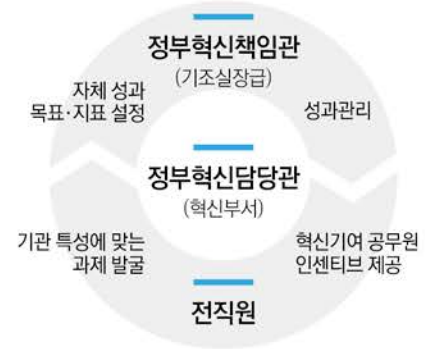 정부혁신책임관
(기조실장급)
자체 성과
목표·지표 설정
성과관리
정부혁신담당관
(혁신부서)
기관 특성에 맞는
과제 발굴
혁신기여 공무원
인센티브 제공
전직원